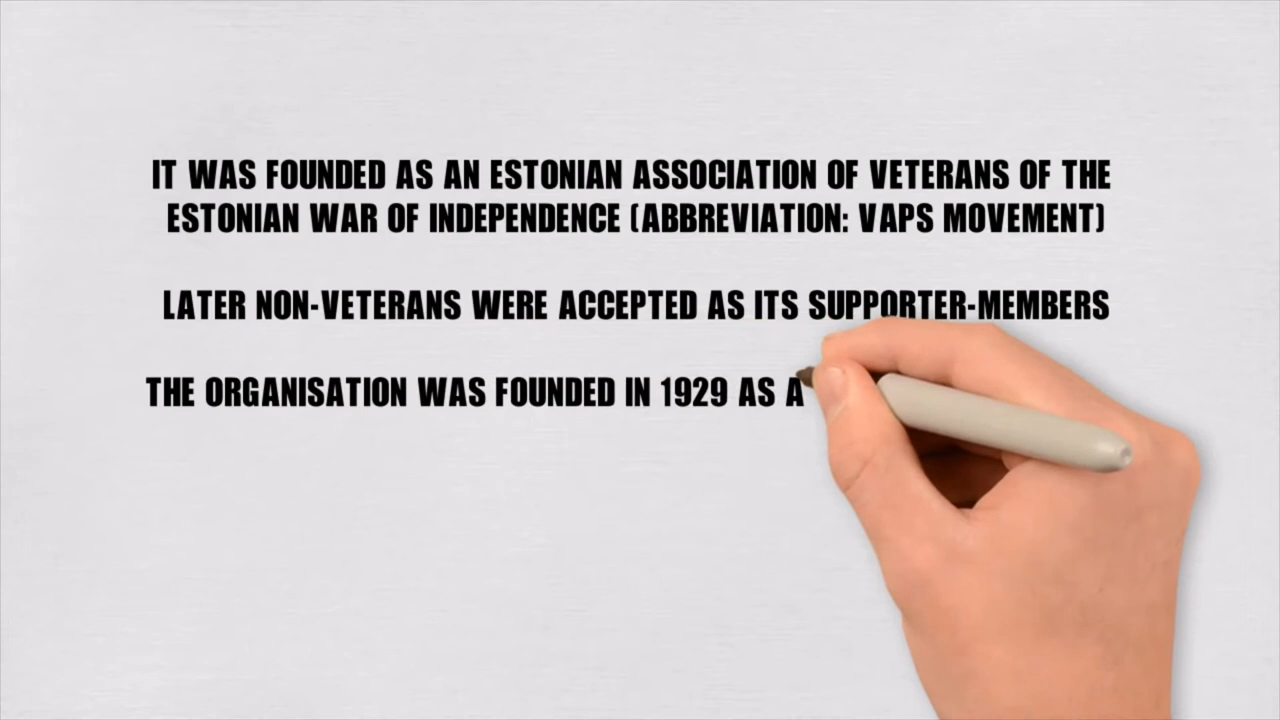 IT WAS FOUNDED AS AN ESTONIAN ASSOCIATION OF VETERANS OF THE
ESTONIAN WAR OF INDEPENDENCE (ABBREVIATION: VAPS MOVEMENT)
LATER NON-VETERANS WERE ACCEPTED AS ITS SUPPORTER-MEMBERS
THE ORGANISATION WAS FOUNDED IN 1929 AS A